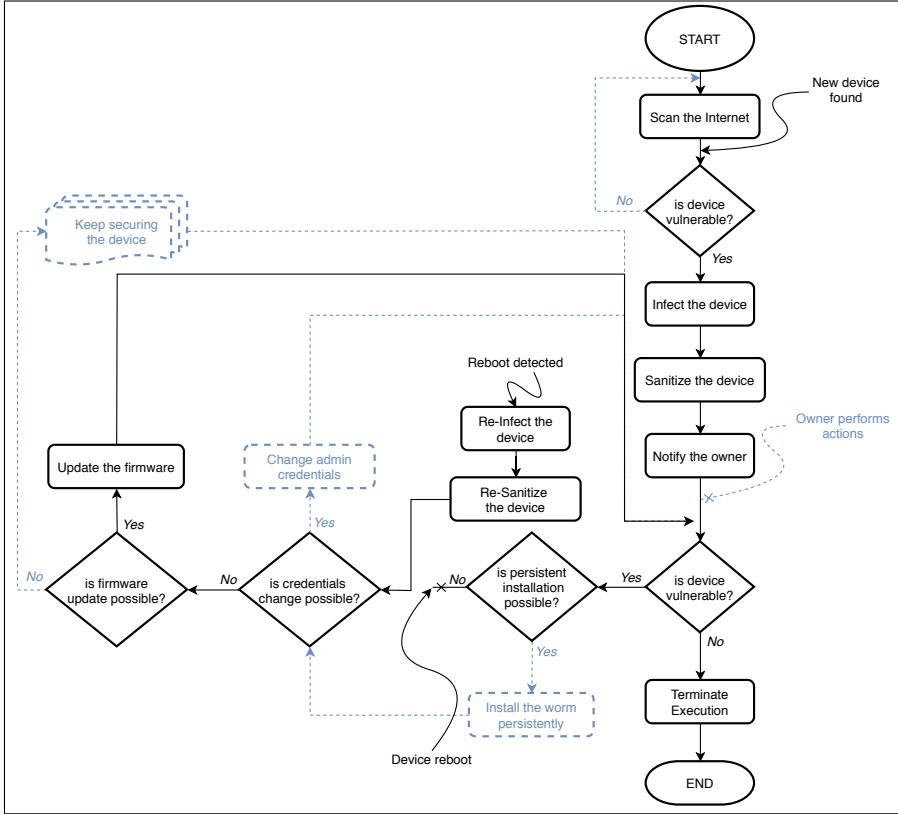 START
New device
found
Scan the Internet
is device
vulnerable?
No
Yes
Keep securing
the device
Infect the device
Sanitize the device
Reboot detected
Re-Infect the
device
Owner performs
actions
Update the firmware
Change admin
credentials
Notify the owner
Re-Sanitize
the device
Yes
Yes
No
is firmware
update possible?
No
is credentials
change possible?
No
is persistent
installation
possible?
Yes
is device
vulnerable?
Yes
No
Install the worm
persistently
Terminate
Execution
Device reboot
END